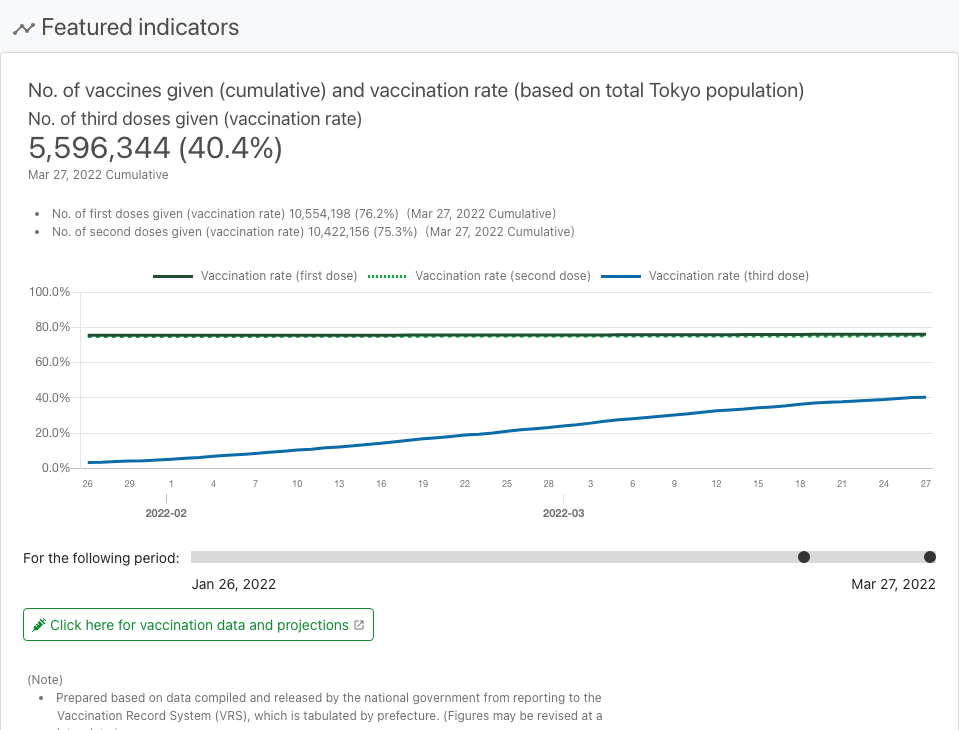 Featured indicators
No. of vaccines given (cumulative) and vaccination rate (based on total Tokyo population)
No. of third doses given (vaccination rate)
5,596,344 (40.4%)
Mar 27, 2022 Cumulative
No. of first doses given (vaccination rate) 10,554,198 (76.2%) (Mar 27, 2022 Cumulative)
No. of second doses given (vaccination rate) 10,422,156 (75.3%) (Mar 27, 2022 Cumulative)
Vaccination rate (first dose) Vaccination rate (second dose) Vaccination rate (third dose)
100.0%
80.0%
60.0%
40.0%
20.0%
0.0%
26 29 1 4 7 10 13 16 19 22 25 28 3 6 9 12 15 18 21 24 27
2022-02 2022-03
For the following period:
Jan 26, 2022 Mar 27, 2022
Click here for vaccination data and projections
(Note)
Prepared based on data compiled and released by the national government from reporting to the
Vaccination Record System (VRS), which is tabulated by prefecture. (Figures may be revised at a